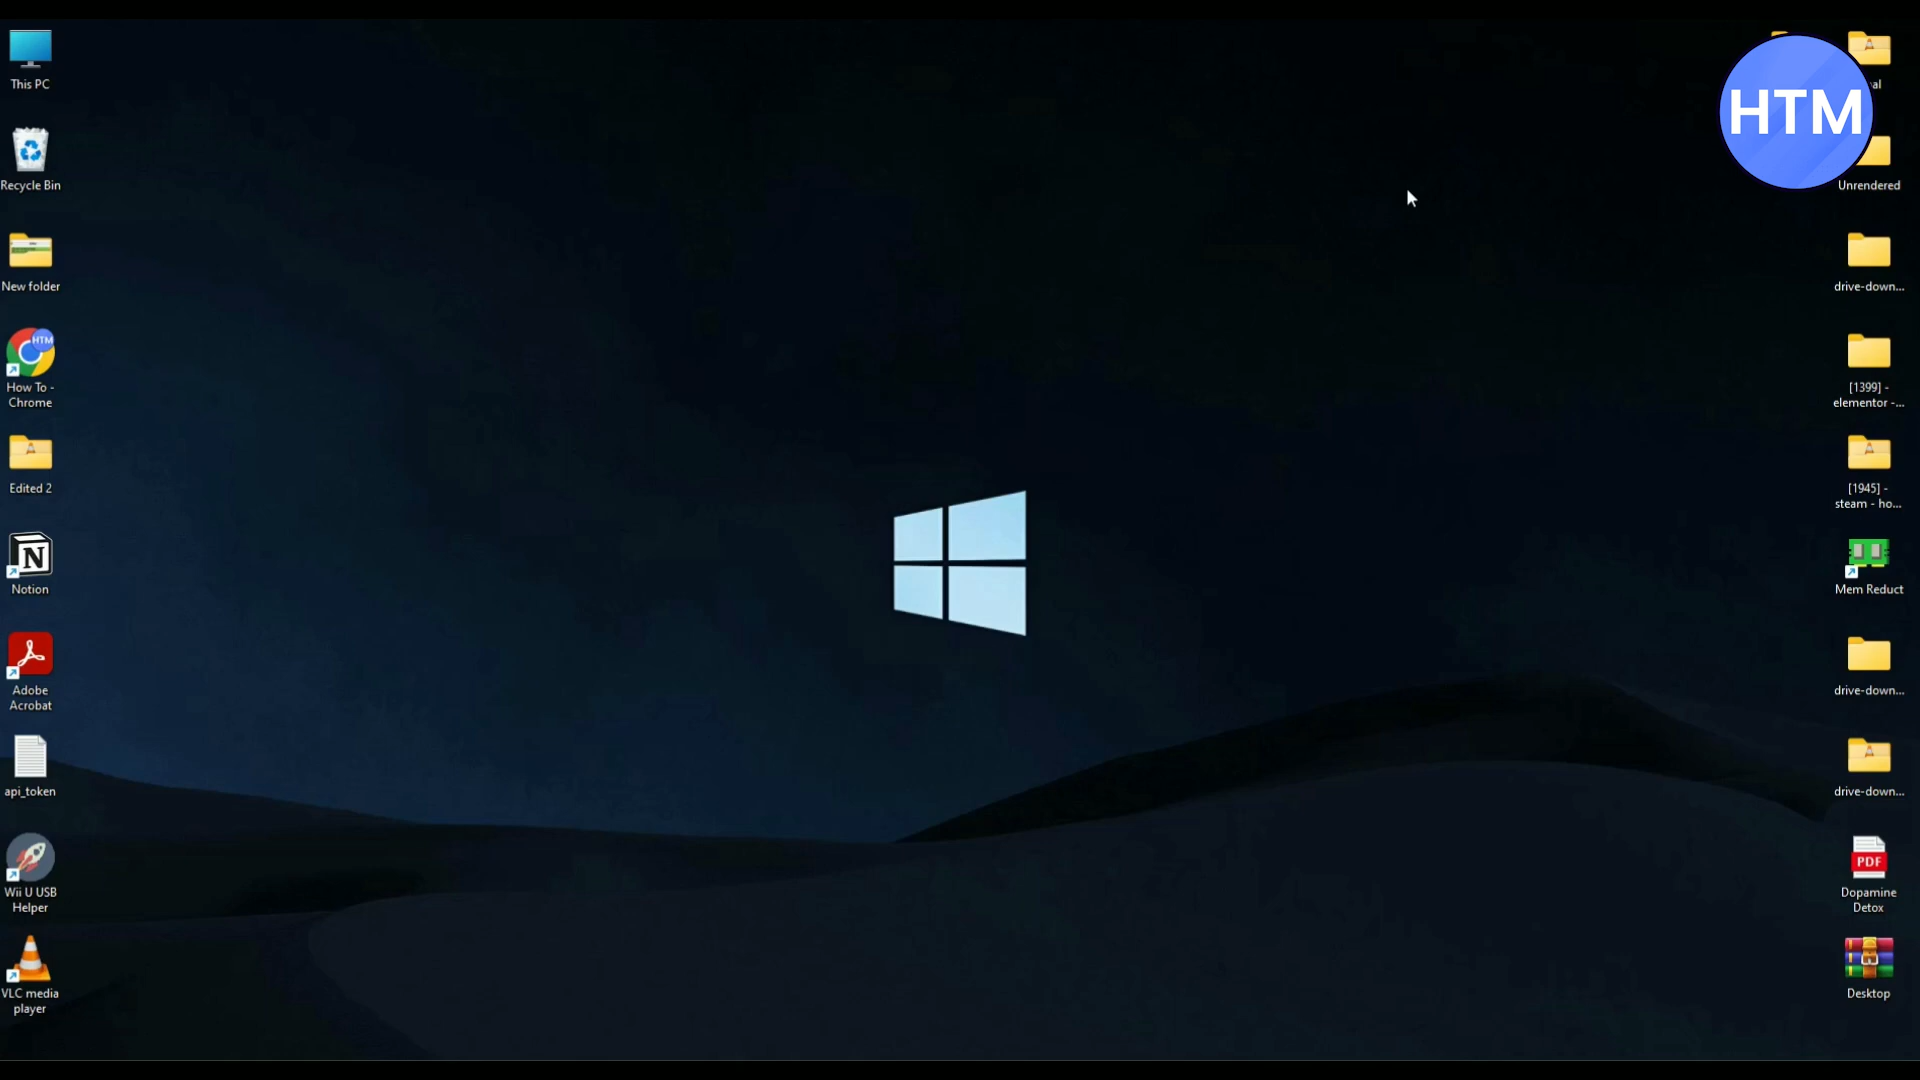 This PC
Recycle Bin
New folder
HTM
How To -
Chrome
Edited 2
N
Notion
Adobe
Acrobat
api_token
Wii U USB
Helper
VLC media
player
HTM
Unrendered
drive-down...
[1399] -
elementor -...
[1945] -
steam - ho...
Mem Reduct
drive-down...
drive-down...
PDF
Dopamine
Detox
Desktop